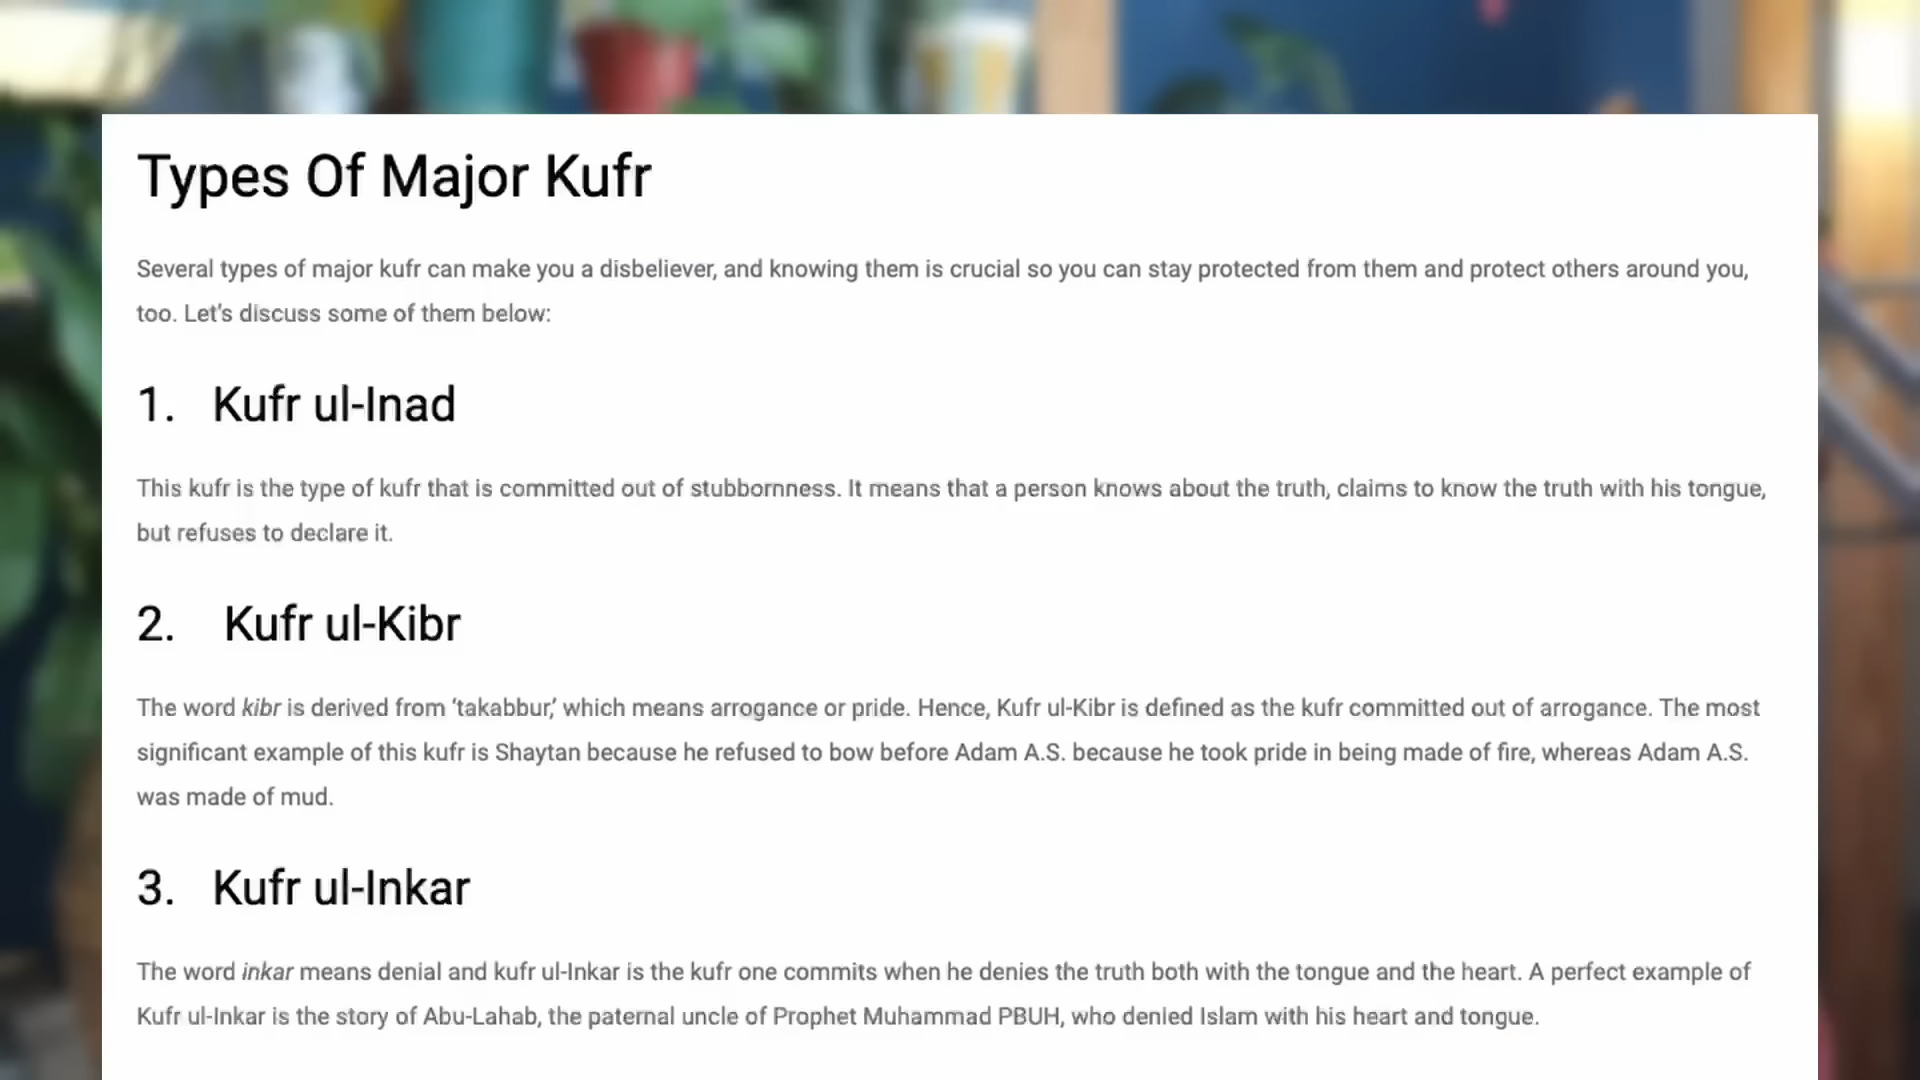 Types Of Major Kufr
Several types of major kufr can make you a disbeliever, and knowing them is crucial so you can stay protected from them and protect others around you,
too. Let's discuss some of them below:
1. Kufr ul-Inad
This kufr is the type of kufr that is committed out of stubbornness. It means that a person knows about the truth, claims to know the truth with his tongue,
but refuses to declare it.
2. Kufr ul-Kibr
The word kibr is derived from ‘takabbur,’ which means arrogance or pride. Hence, Kufr ul-Kibr is defined as the kufr committed out of arrogance. The most
significant example of this kufr is Shaytan because he refused to bow before Adam A.S. because he took pride in being made of fire, whereas Adam A.S.
was made of mud.
3. Kufr ul-Inkar
The word inkar means denial and kufr ul-Inkar is the kufr one commits when he denies the truth both with the tongue and the heart. A perfect example of
Kufr ul-Inkar is the story of Abu-Lahab, the paternal uncle of Prophet Muhammad PBUH, who denied Islam with his heart and tongue.